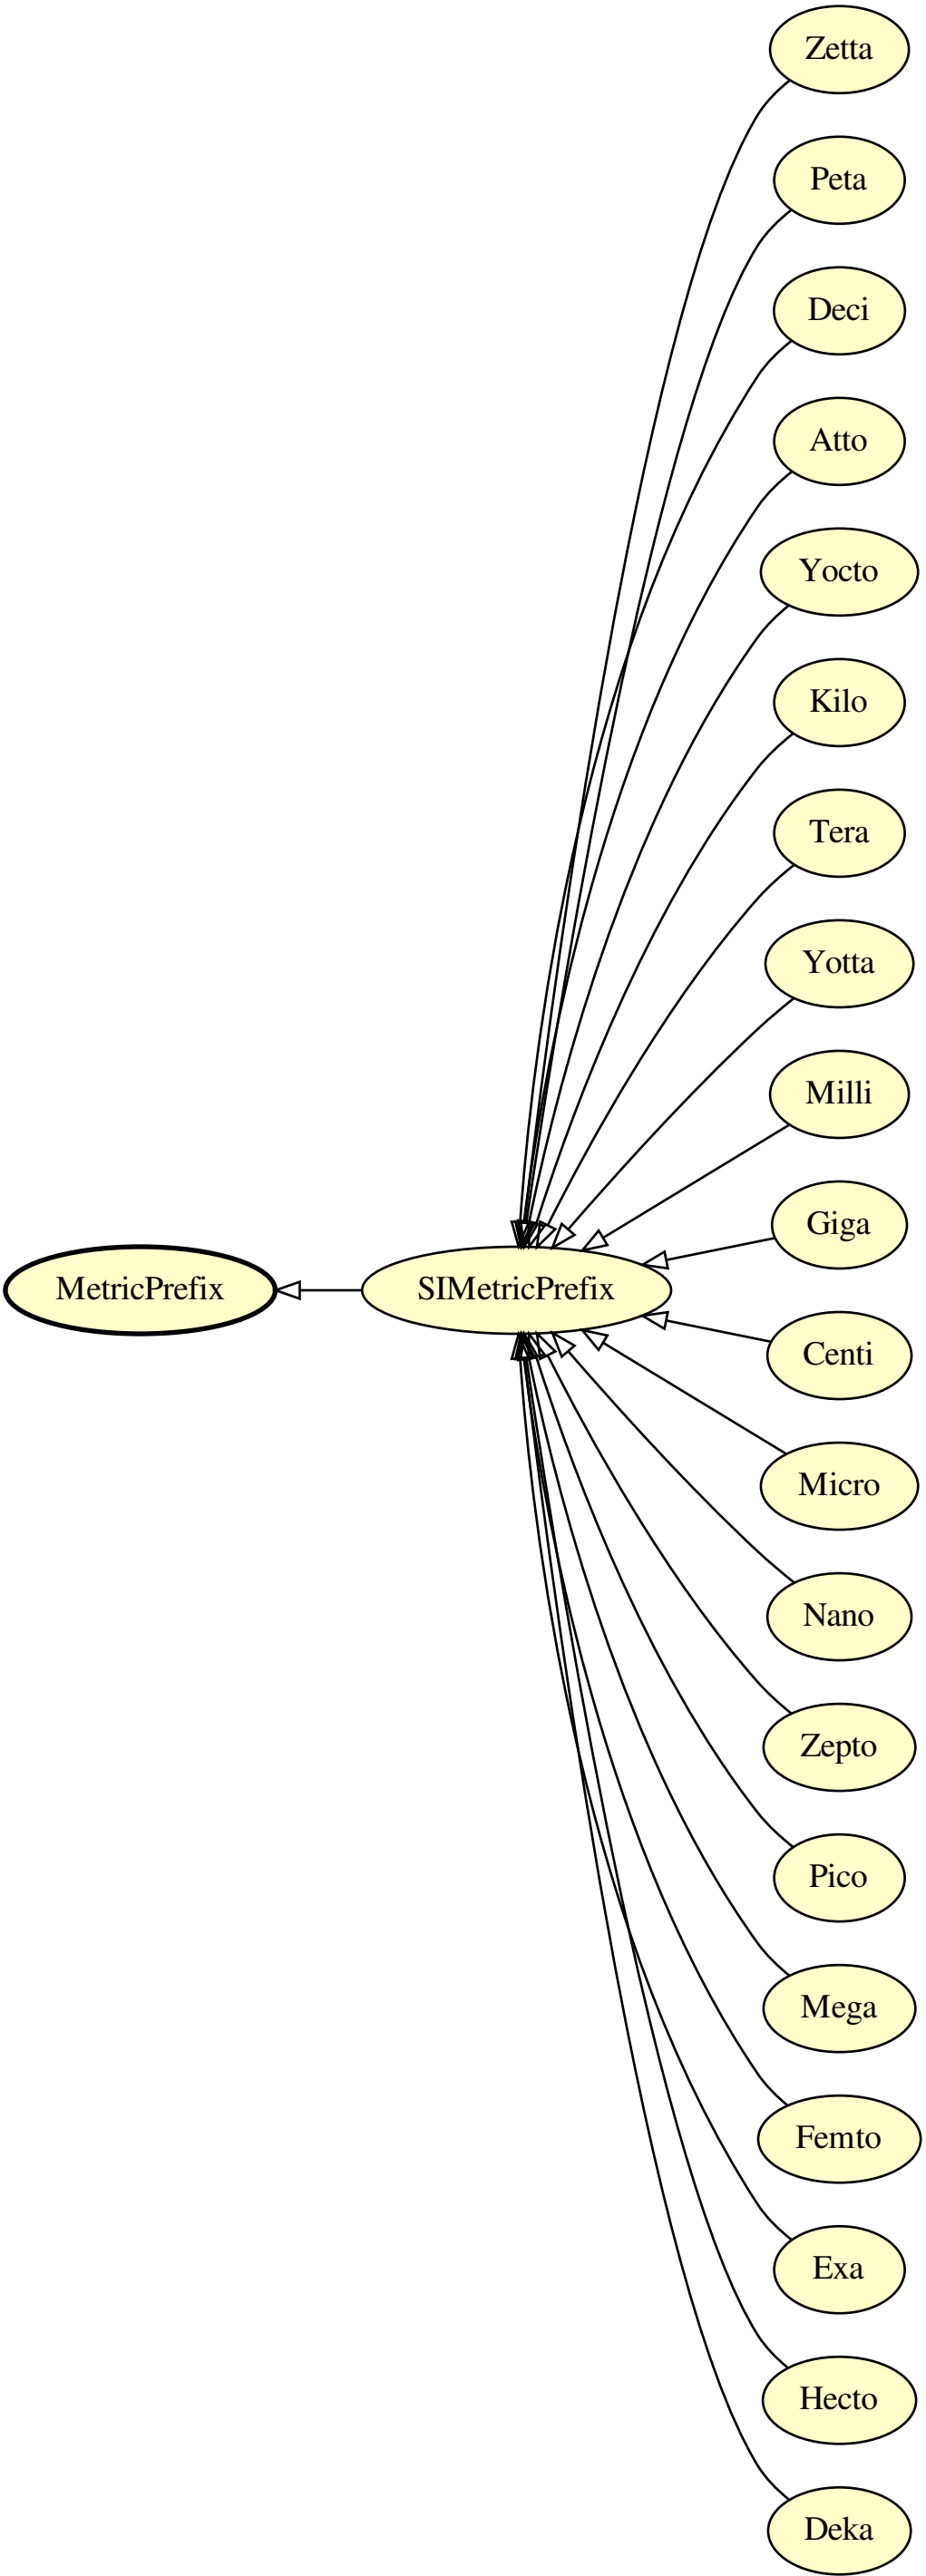 Zetta
Peta
Deci
Atto
Yocto
Kilo
Tera
Yotta
Milli
Giga
MetricPrefix
SIMetricPrefix
Centi
Micro
Nano
Zepto
Pico
Mega
Femto
Exa
Hecto
Deka